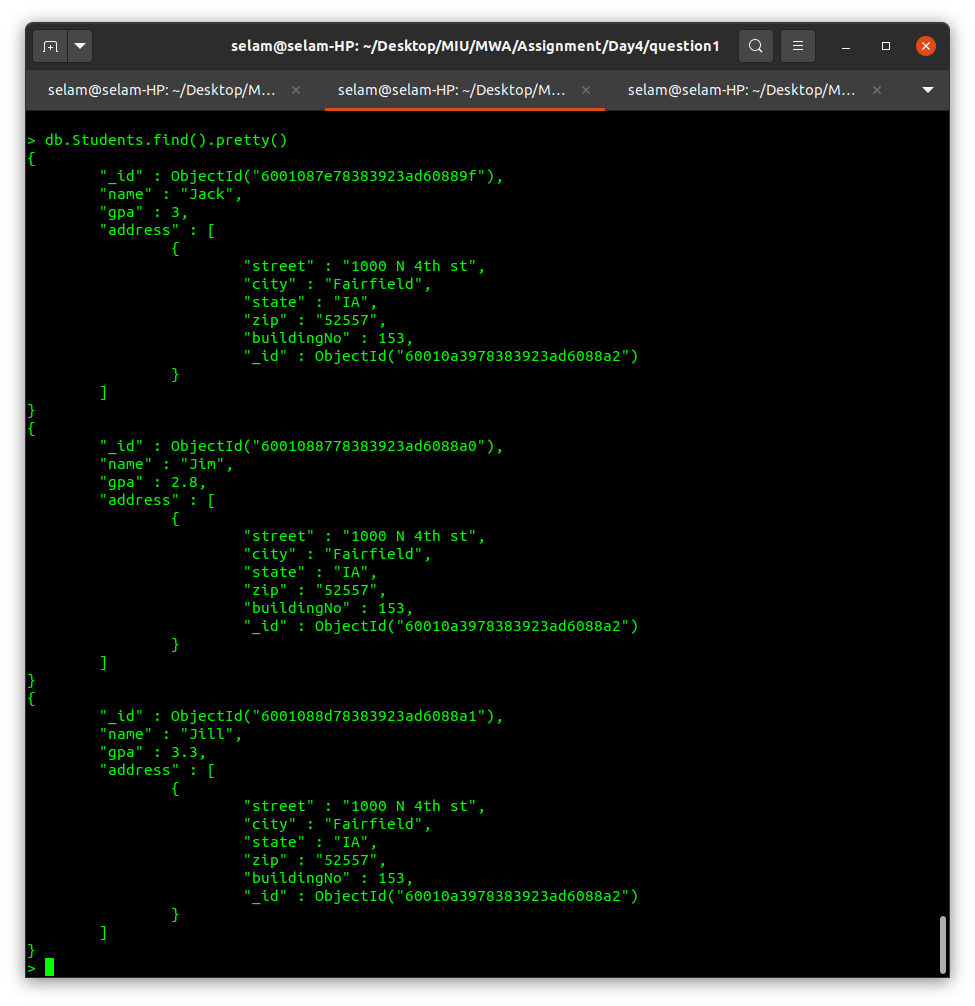 selam@selam-HP: ~/Desktop/MIU/MWA/Assignment/Day4/question1
selam@selam-HP: ~/Desktop/M... × selam@selam-HP: ~/Desktop/M... × selam@selam-HP: ~/Desktop/M... ×
> db.Students.find().pretty()
{
        "_id" : ObjectId("6001087e78383923ad60889f"),
        "name" : "Jack",
        "gpa" : 3,
        "address" : [
                {
                        "street" : "1000 N 4th st",
                        "city" : "Fairfield",
                        "state" : "IA",
                        "zip" : "52557",
                        "buildingNo" : 153,
                        "_id" : ObjectId("60010a3978383923ad6088a2")
                }
        ]
}
{
        "_id" : ObjectId("6001088778383923ad6088a0"),
        "name" : "Jim",
        "gpa" : 2.8,
        "address" : [
                {
                        "street" : "1000 N 4th st",
                        "city" : "Fairfield",
                        "state" : "IA",
                        "zip" : "52557",
                        "buildingNo" : 153,
                        "_id" : ObjectId("60010a3978383923ad6088a2")
                }
        ]
}
{
        "_id" : ObjectId("6001088d78383923ad6088a1"),
        "name" : "Jill",
        "gpa" : 3.3,
        "address" : [
                {
                        "street" : "1000 N 4th st",
                        "city" : "Fairfield",
                        "state" : "IA",
                        "zip" : "52557",
                        "buildingNo" : 153,
                        "_id" : ObjectId("60010a3978383923ad6088a2")
                }
        ]
}
>